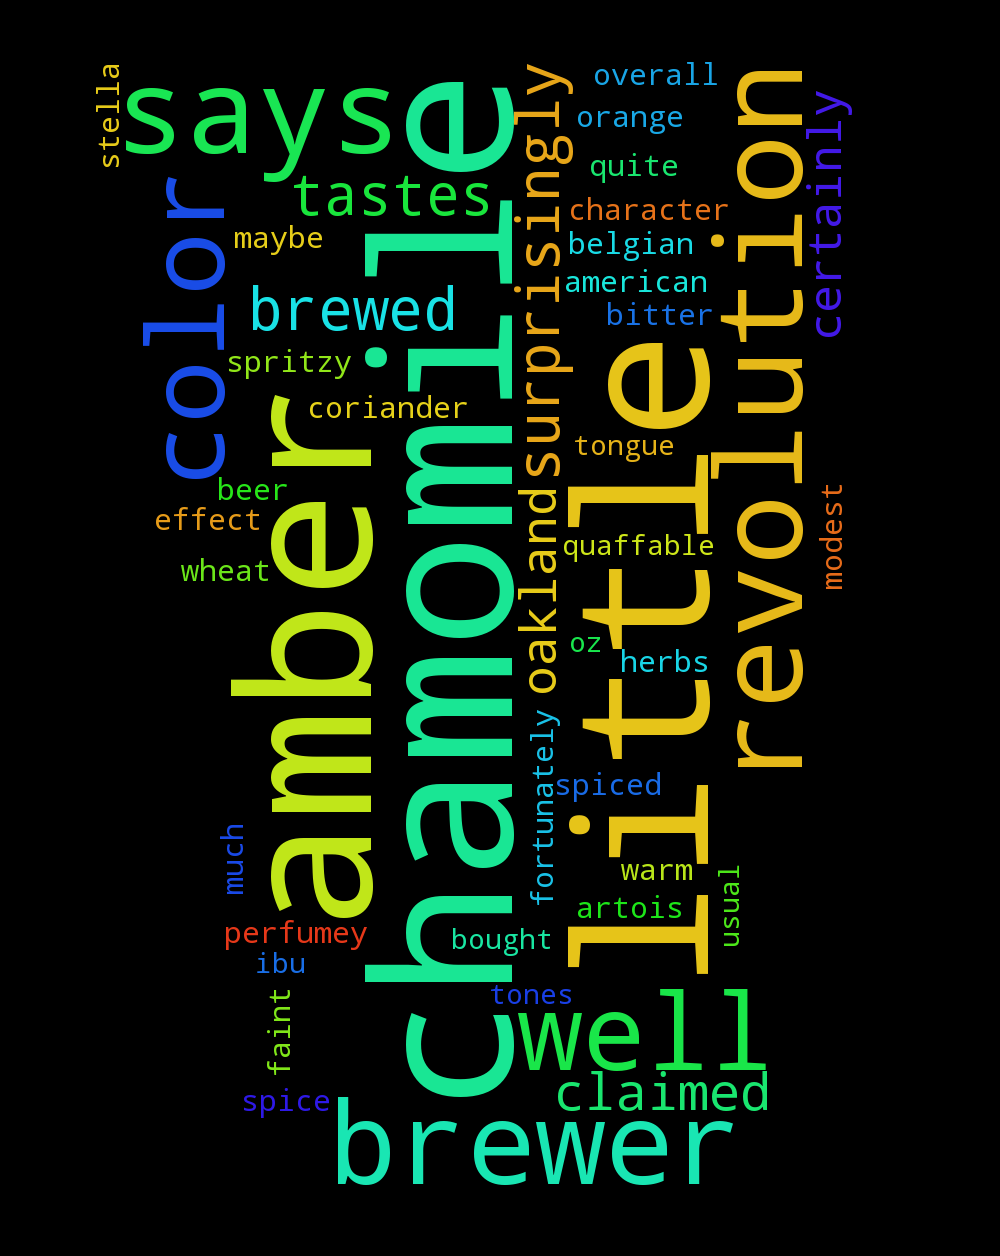 stella
sayse
overall
orange
quite
tastes
character
maybe
belgian
american
brewed
bitter
spritzy
coriander
color
surprisingly
certainly
revolution
tongue
beer
effect
quaffable
wheat
modest
amber
chamomile
oakland
little
oz
herbs
fortunately
spiced
much
warm
artois
usual
perfumey
bought
ibu
tones
faint
well
claimed
spice
brewer